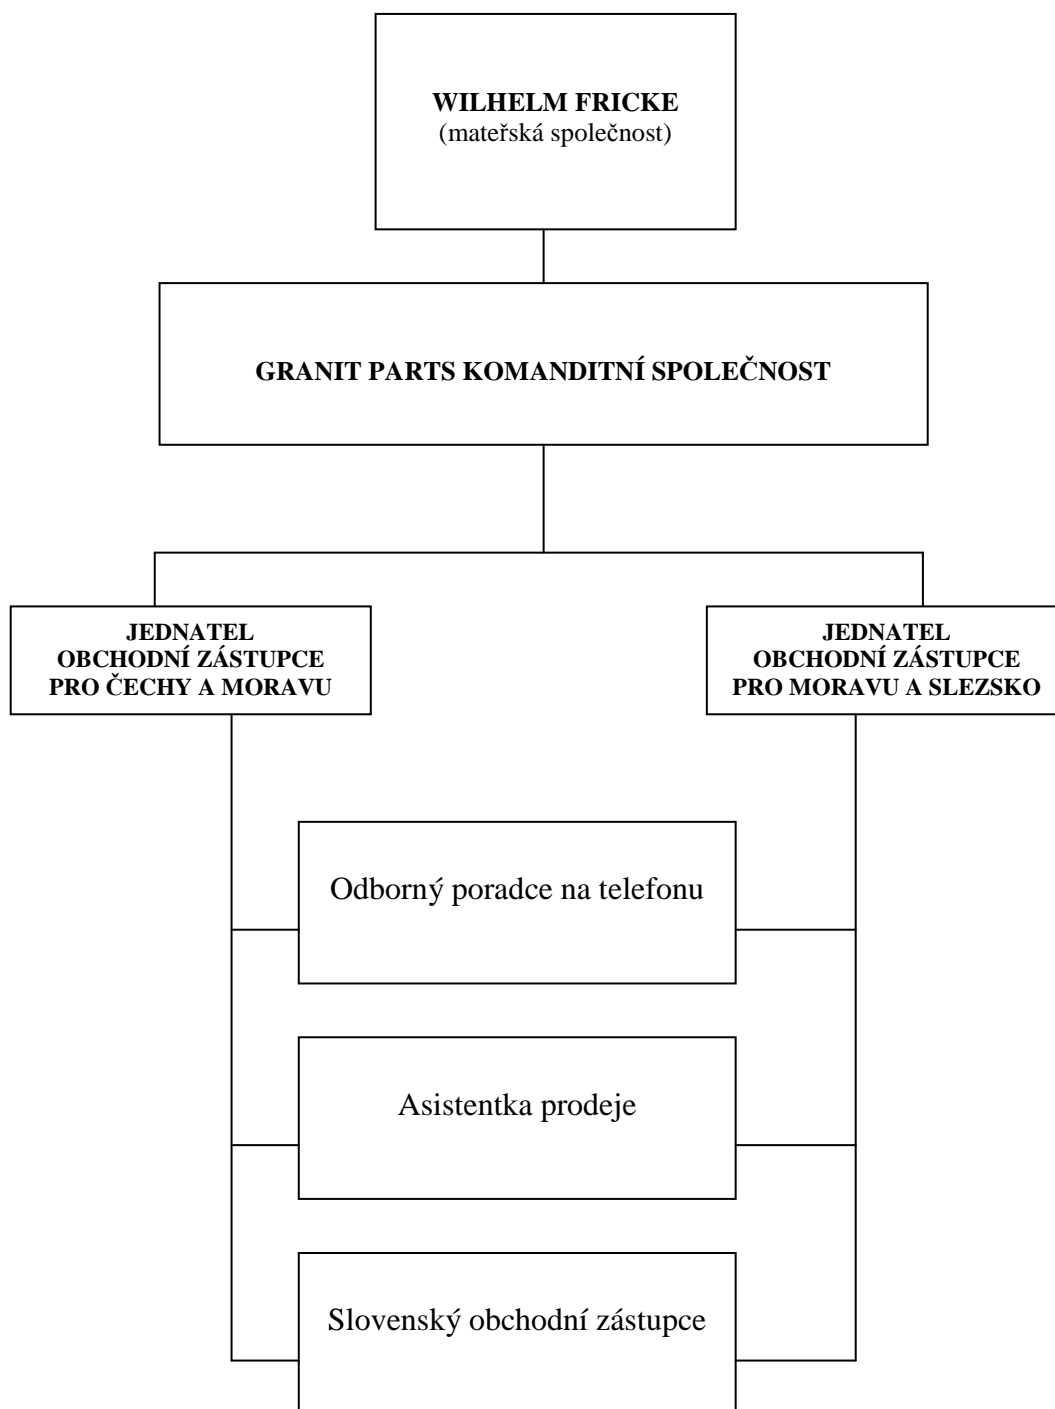 WILHELM FRICKE
(mateřská společnost)
GRANIT PARTS KOMANDITNÍ SPOLEČNOST
JEDNATEL
OBCHODNÍ ZÁSTUPCE
PRO ČECHY A MORAVU
JEDNATEL
OBCHODNÍ ZÁSTUPCE
PRO MORAVU A SLEZSKO
Odborný poradce na telefonu
Asistentka prodeje
Slovenský obchodní zástupce